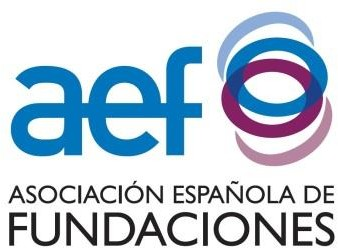 aef
ASOCIACIÓN ESPAÑOLA DE
FUNDACIONES